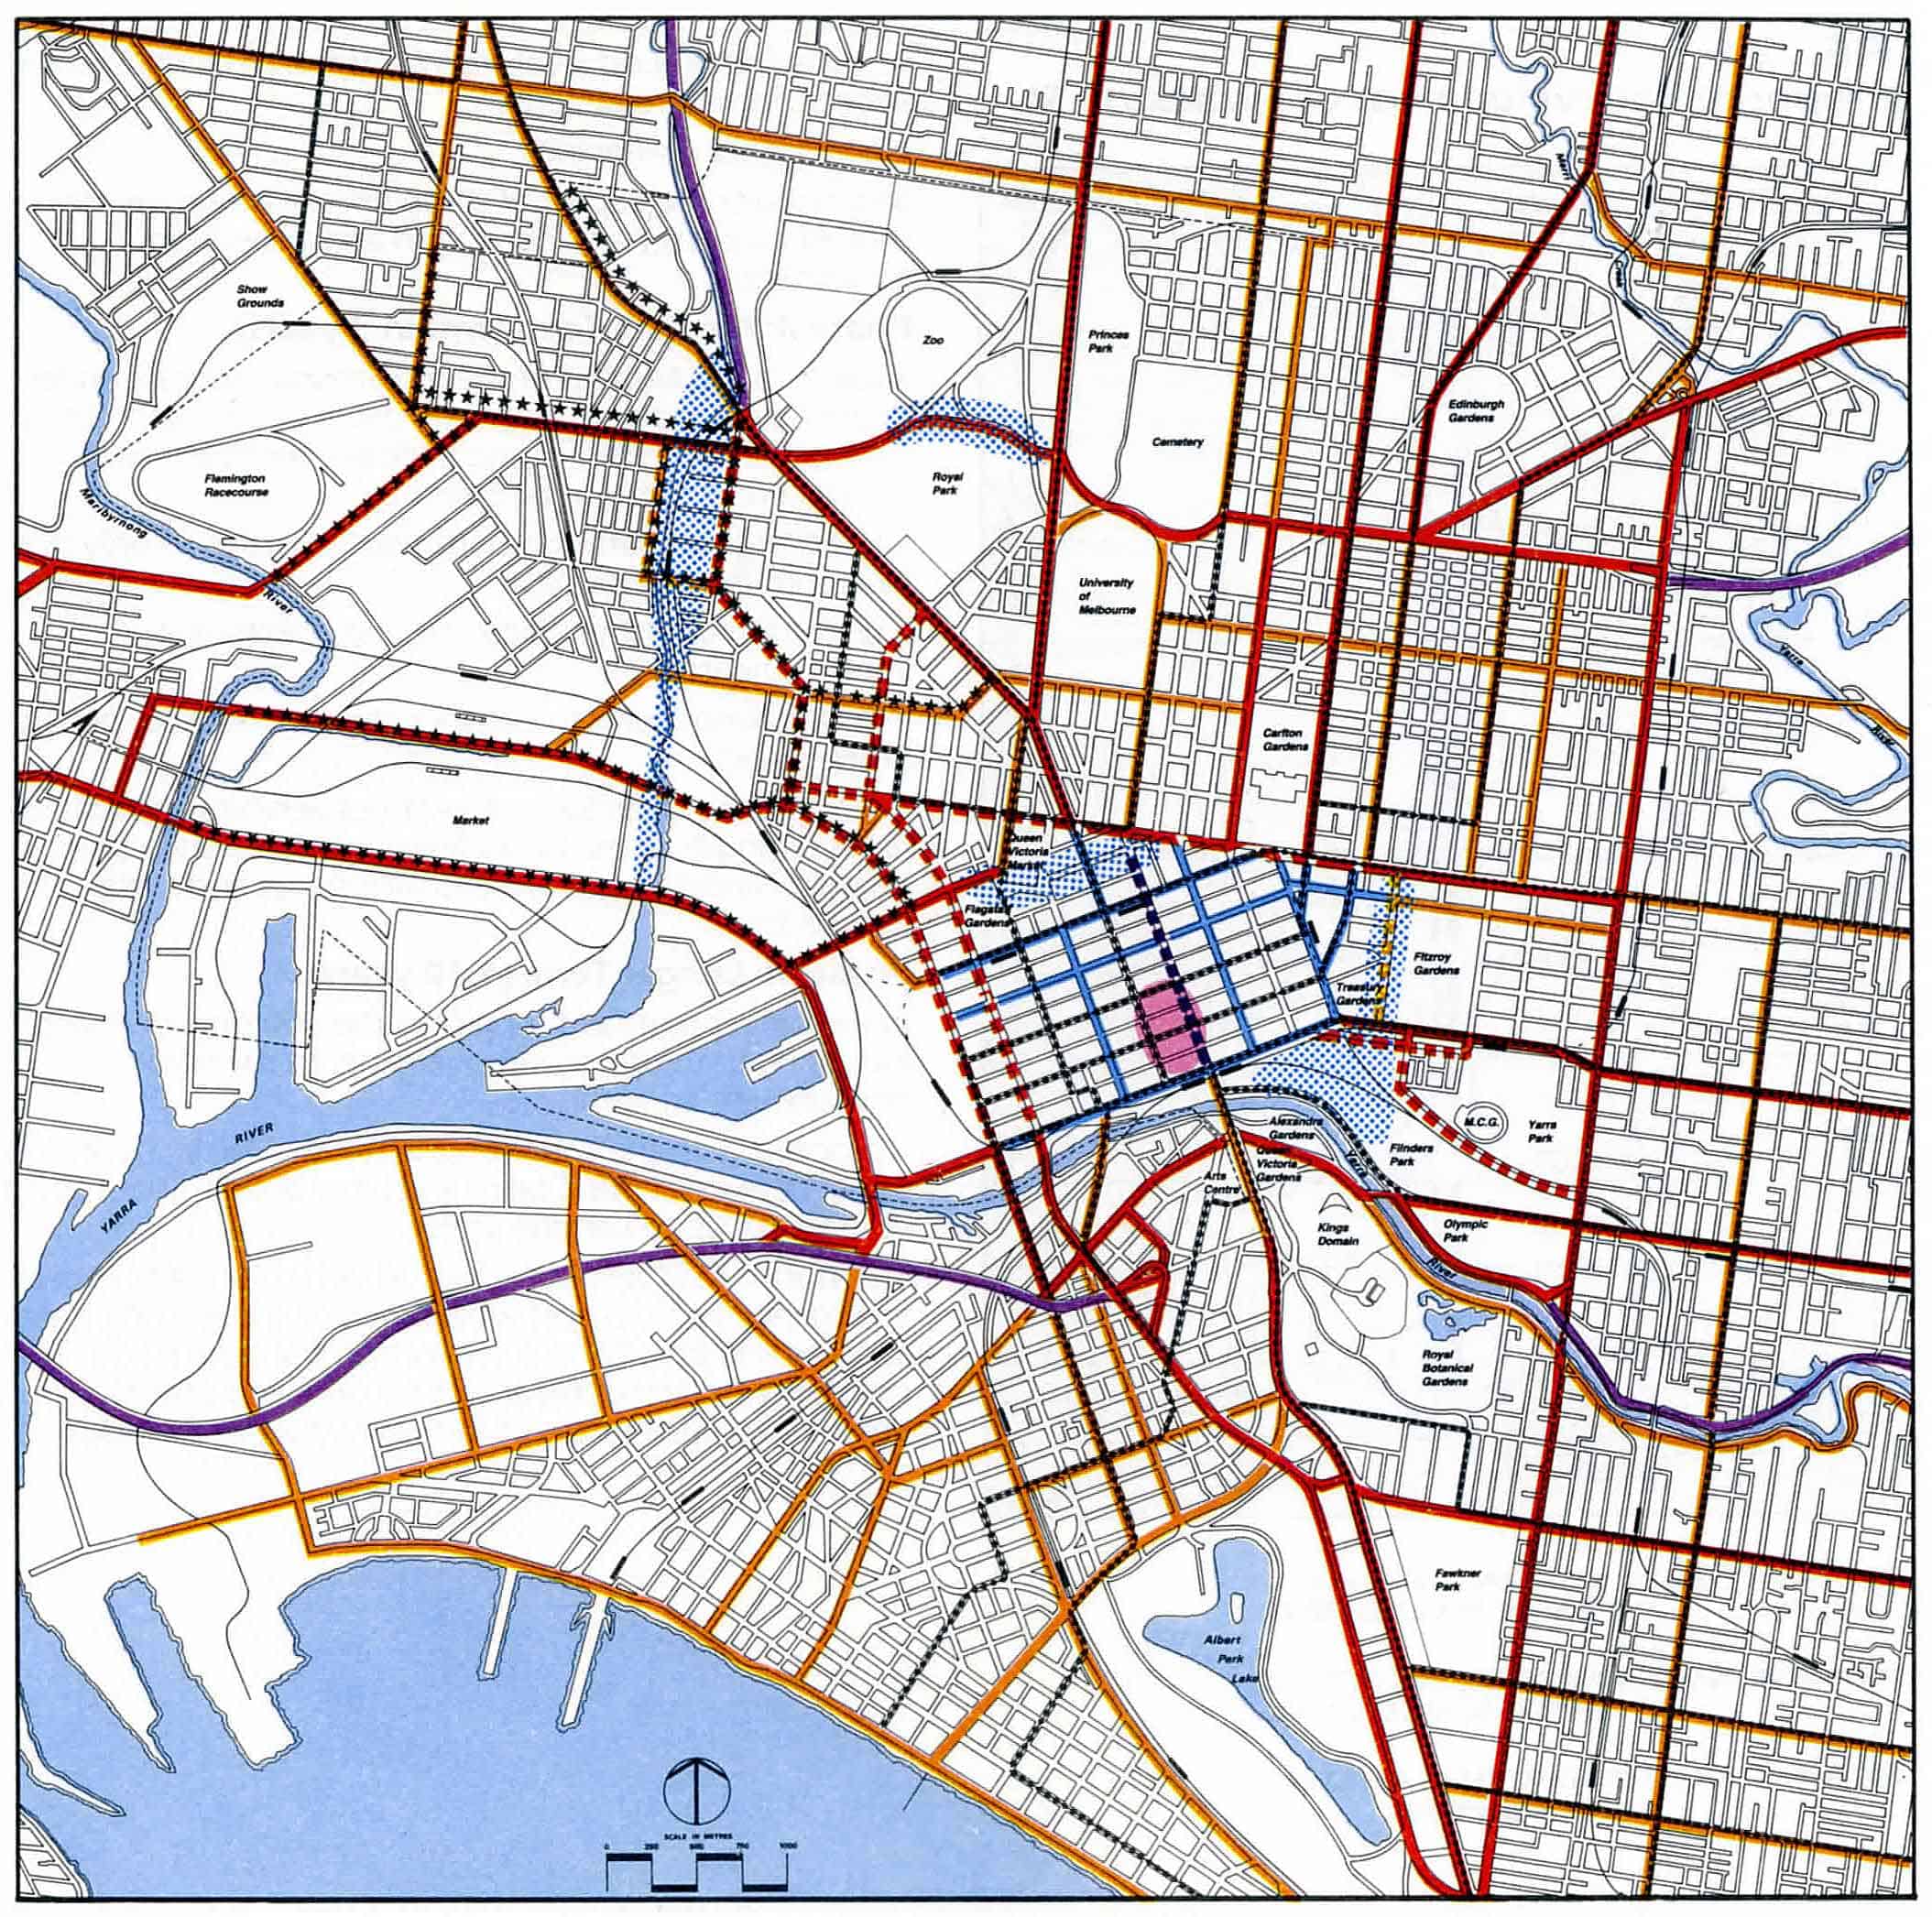 Merri
Creek
Show
Grounds
Zoo
Princes
Park
Edinburgh
Gardens
Cemetery
Flemington
Racecourse
Royal
Park
Maribyrnong
River
University
of
Melbourne
Yarra
River
Carlton
Gardens
Market
Queen
Victoria
Market
Flagstaff
Gardens
Fitzroy
Gardens
Treasury
Gardens
M.C.G.
Yarra
Park
Alexandra
Gardens
Flinders
Park
Queen
Victoria
Gardens
Yarra
Arts
Centre
RIVER
YARRA
Kings
Domain
Olympic
Park
River
Royal
Botanical
Gardens
Fawkner
Park
Albert
Park
Lake
SCALE IN METRES
0 250 500 750 1000